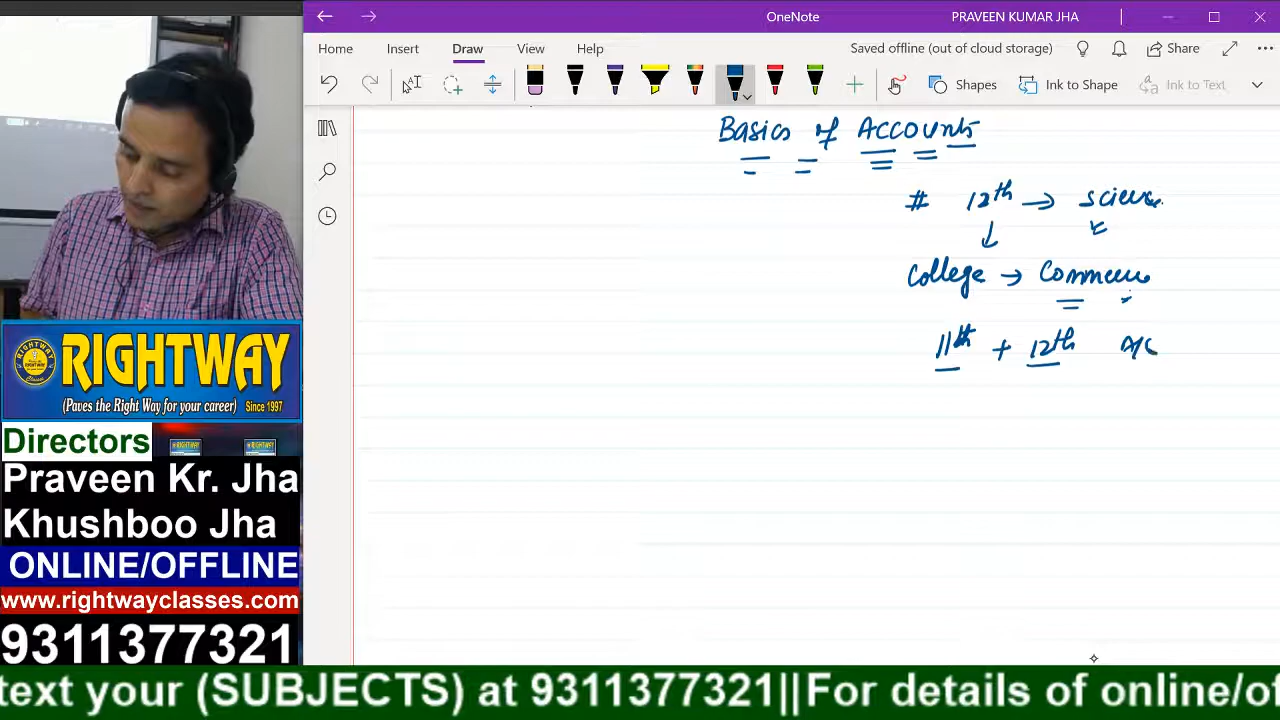 OneNote
PRAVEEN KUMAR JHA
Home Insert Draw View Help
Saved offline (out of cloud storage)
Share
Shapes
Ink to Shape
Ink to Text
Basics of ACCOUNTS
# 12th → Science
↓
College → Commerce
11th + 12th A/C
RIGHTWAY
(Paves the Right Way for your career) Since 1997
Directors
Praveen Kr. Jha
Khushboo Jha
ONLINE/OFFLINE
www.rightwayclasses.com
9311377321
text your (SUBJECTS) at 9311377321||For details of online/of